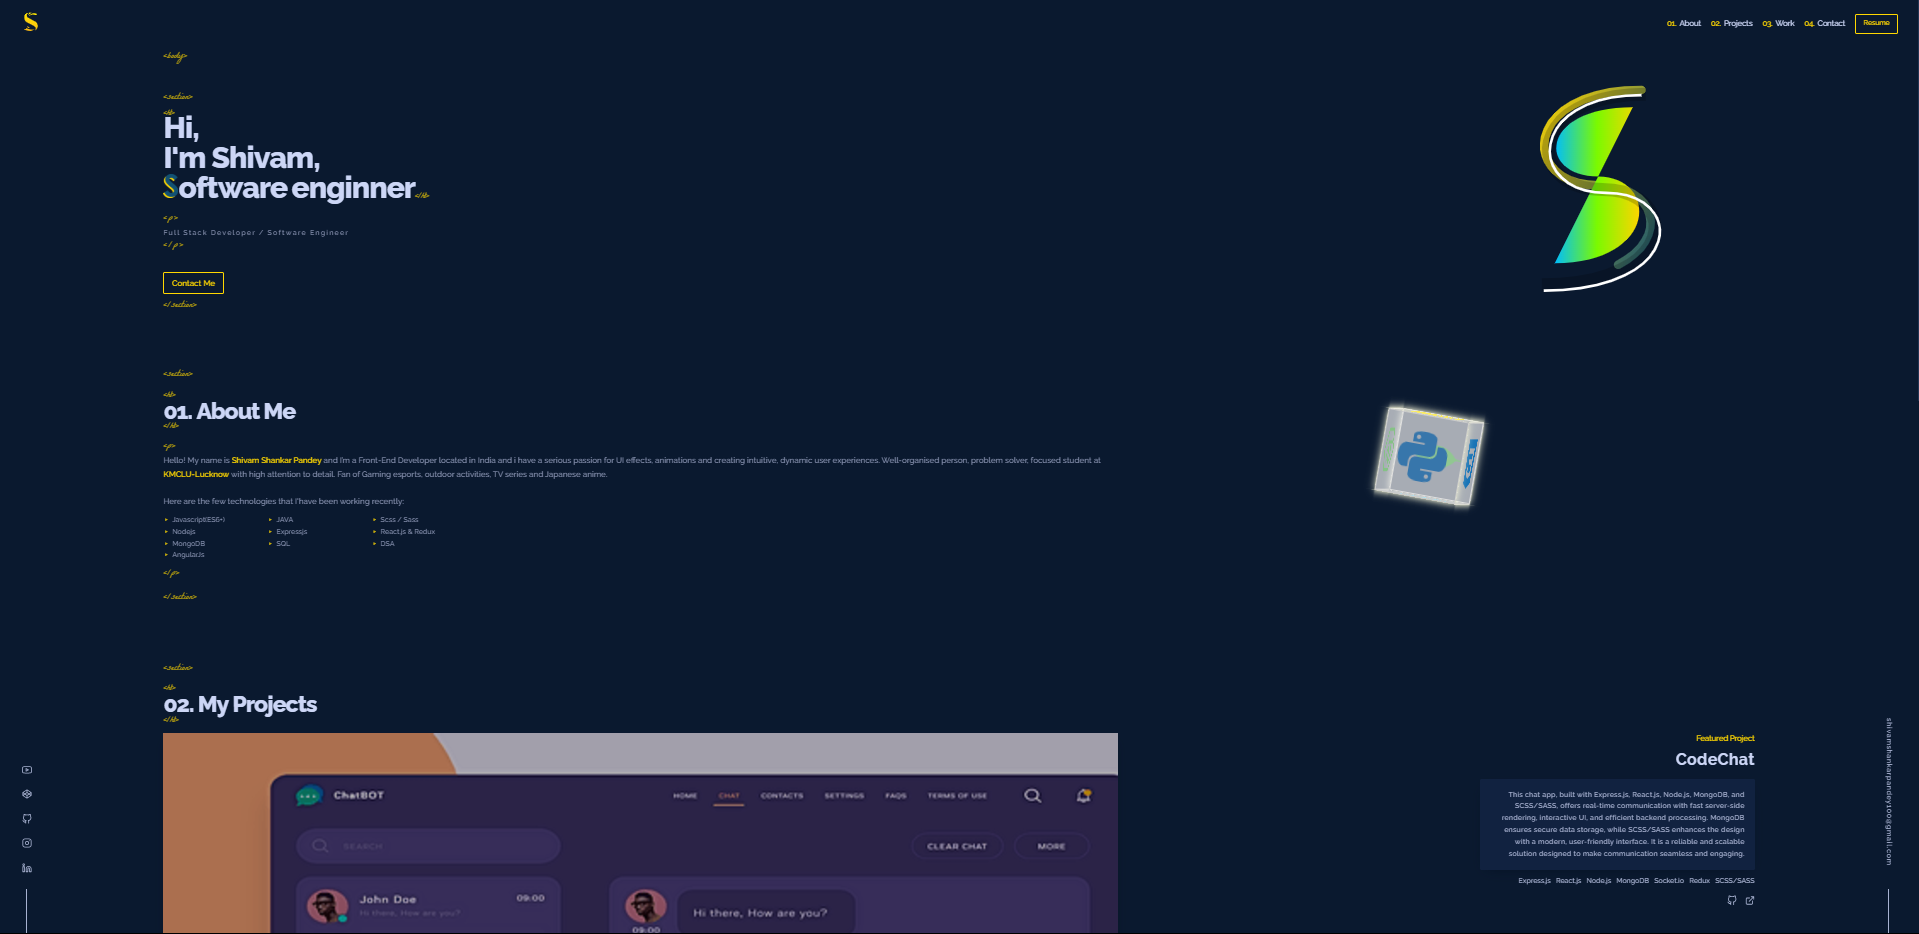 S
01. About 02. Projects 03. Work 04. Contact Resume
<body>
<section>
<h1>
Hi,
I'm Shivam,
Software enginner </h1>
<p>
Full Stack Developer / Software Engineer
</p>
Contact Me
</section>
<section>
<h1>
01. About Me
</h1>
<p>
Hello! My name is Shivam Shankar Pandey and I'm a Front-End Developer located in India and i have a serious passion for UI effects, animations and creating intuitive, dynamic user experiences. Well-organised person, problem solver, focused student at
KMCLU-Lucknow with high attention to detail. Fan of Gaming esports, outdoor activities, TV series and Japanese anime.
Here are the few technologies that I'have been working recently:
Javascript(ES6+) JAVA Scss / Sass
Nodejs Expressjs React.js & Redux
MongoDB SQL DSA
AngularJs
</p>
</section>
<section>
<h1>
02. My Projects
</h1>
ChatBOT HOME CHAT CONTACTS SETTINGS FAQS TERMS OF USE
SEARCH CLEAR CHAT MORE
John Doe 09:00
Hi there, How are you?
Hi there, How are you?
09:00
Featured Project
CodeChat
This chat app, built with Express.js, React.js, Node.js, MongoDB, and
SCSS/SASS, offers real-time communication with fast server-side
rendering, interactive UI, and efficient backend processing. MongoDB
ensures secure data storage, while SCSS/SASS enhances the design
with a modern, user-friendly interface. It is a reliable and scalable
solution designed to make communication seamless and engaging.
Express.js React.js Node.js MongoDB Socket.io Redux SCSS/SASS
shivamshankarpandey100@gmail.com